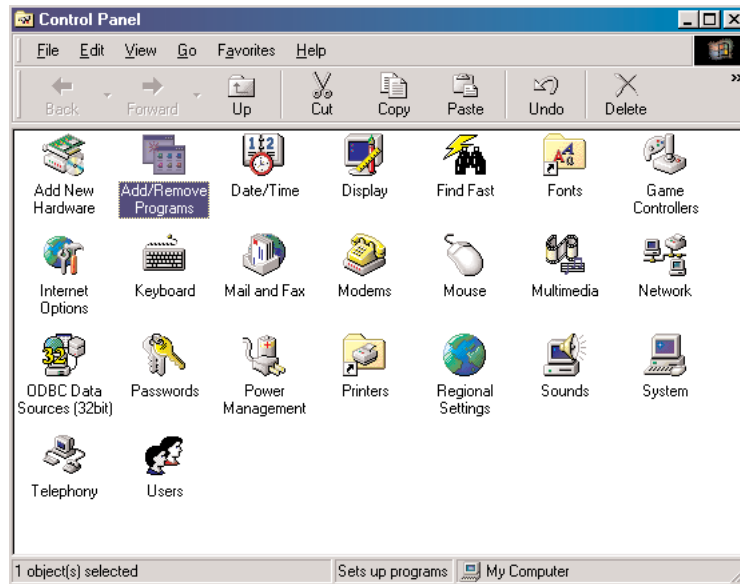 Control Panel
File Edit View Go Favorites Help
Back Forward Up Cut Copy Paste Undo Delete »
Add New Hardware
Add/Remove Programs
Date/Time
Display
Find Fast
Fonts
Game Controllers
Internet Options
Keyboard
Mail and Fax
Modems
Mouse
Multimedia
Network
ODBC Data Sources (32bit)
Passwords
Power Management
Printers
Regional Settings
Sounds
System
Telephony
Users
1 object(s) selected Sets up programs My Computer